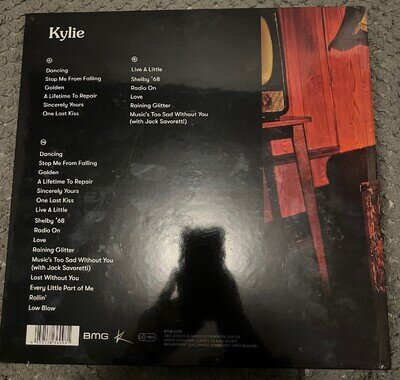 Kylie
Dancing
Stop Me From Falling
Golden
A Lifetime To Repair
Sincerely Yours
One Last Kiss
Live A Little
Shelby '68
Radio On
Love
Raining Glitter
Music's Too Sad Without You
(with Jack Savoretti)
Dancing
Stop Me From Falling
Golden
A Lifetime To Repair
Sincerely Yours
One Last Kiss
Live A Little
Shelby '68
Radio On
Love
Raining Glitter
Music's Too Sad Without You
(with Jack Savoretti)
Lost Without You
Every Little Part of Me
Rollin'
Low Blow
BMG
KYLIE.COM